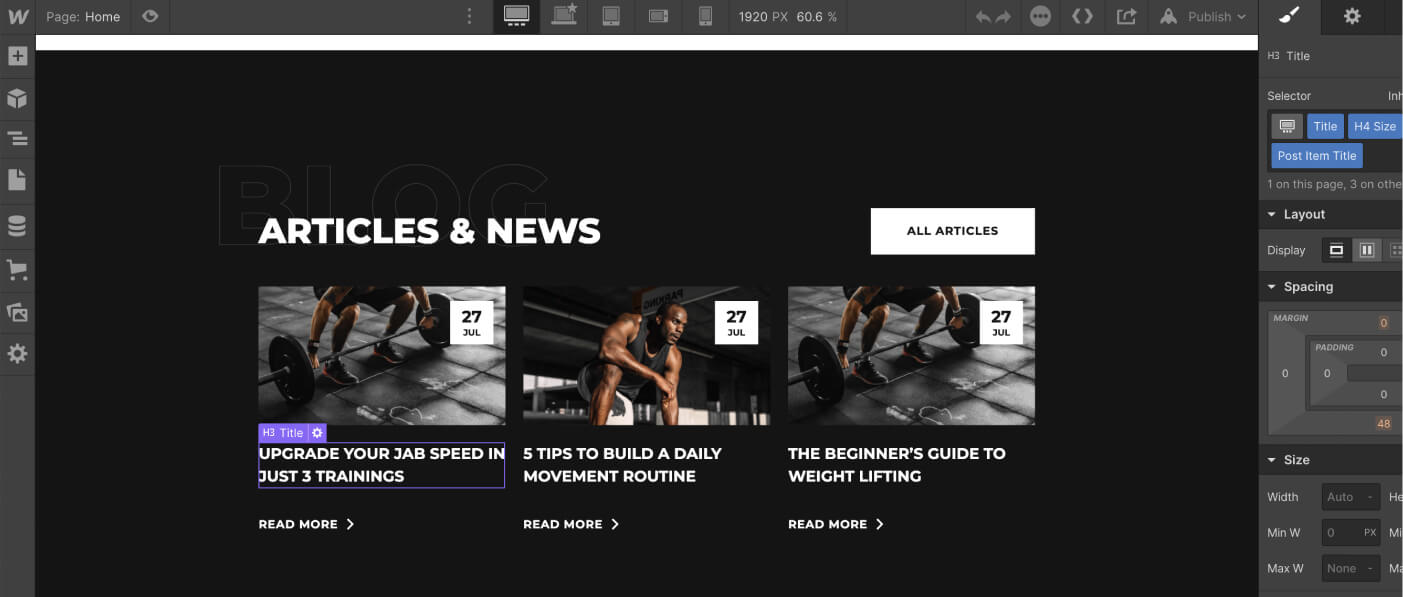 W Page: Home 1920 PX 60.6 % Publish
H3 Title
Selector Inh
Title H4 Size
Post Item Title
1 on this page, 3 on othe
Layout
Display
Spacing
MARGIN 0
PADDING 0
0 0
0
48
Size
Width Auto - He
Min W 0 PX Mi
Max W None - Ma
BLOG
ARTICLES & NEWS
ALL ARTICLES
27
JUL
27
JUL
27
JUL
PARKING
H3 Title
UPGRADE YOUR JAB SPEED IN
JUST 3 TRAININGS
READ MORE
5 TIPS TO BUILD A DAILY
MOVEMENT ROUTINE
READ MORE
THE BEGINNER’S GUIDE TO
WEIGHT LIFTING
READ MORE